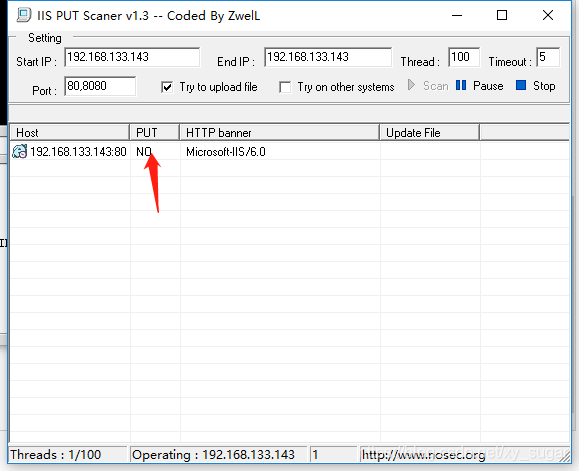 IIS PUT Scaner v1.3 -- Coded By ZwelL
Setting
Start IP : 192.168.133.143 End IP : 192.168.133.143 Thread : 100 Timeout : 5
Port : 80,8080 Try to upload file Try on other systems Scan Pause Stop
Host PUT HTTP banner Update File
192.168.133.143:80 NO Microsoft-IIS/6.0
Threads : 1/100 Operating : 192.168.133.143 1 http://www.nosec.org